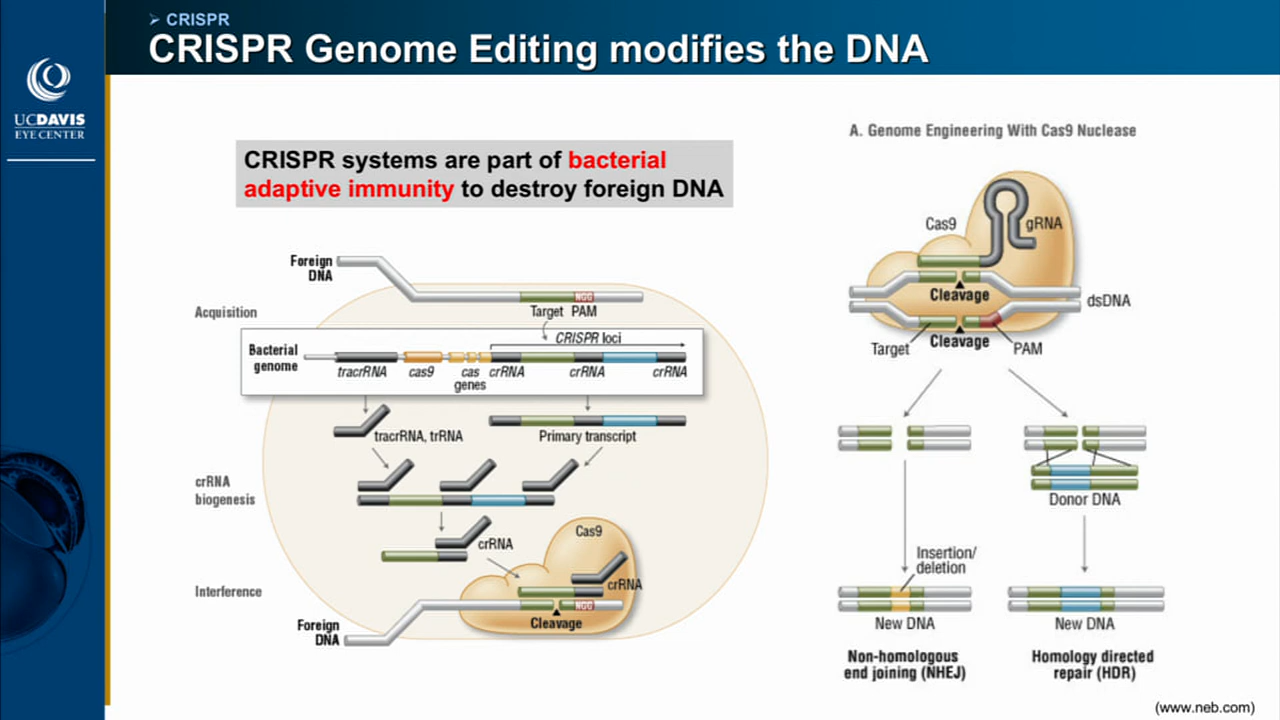 ➢ CRISPR
CRISPR Genome Editing modifies the DNA
UCDAVIS
EYE CENTER
CRISPR systems are part of bacterial
adaptive immunity to destroy foreign DNA
Foreign
DNA
NGG
Acquisition
Target PAM
CRISPR loci
Bacterial
genome
tracrRNA cas9 cas crRNA crRNA crRNA
genes
tracrRNA, trRNA
Primary transcript
crRNA
biogenesis
crRNA
Cas9
Interference
crRNA
NGG
Cleavage
Foreign
DNA
A. Genome Engineering With Cas9 Nuclease
Cas9
gRNA
Cleavage
dsDNA
Target
Cleavage
PAM
Donor DNA
Insertion/
deletion
New DNA
New DNA
Non-homologous
end joining (NHEJ)
Homology directed
repair (HDR)
(www.neb.com)